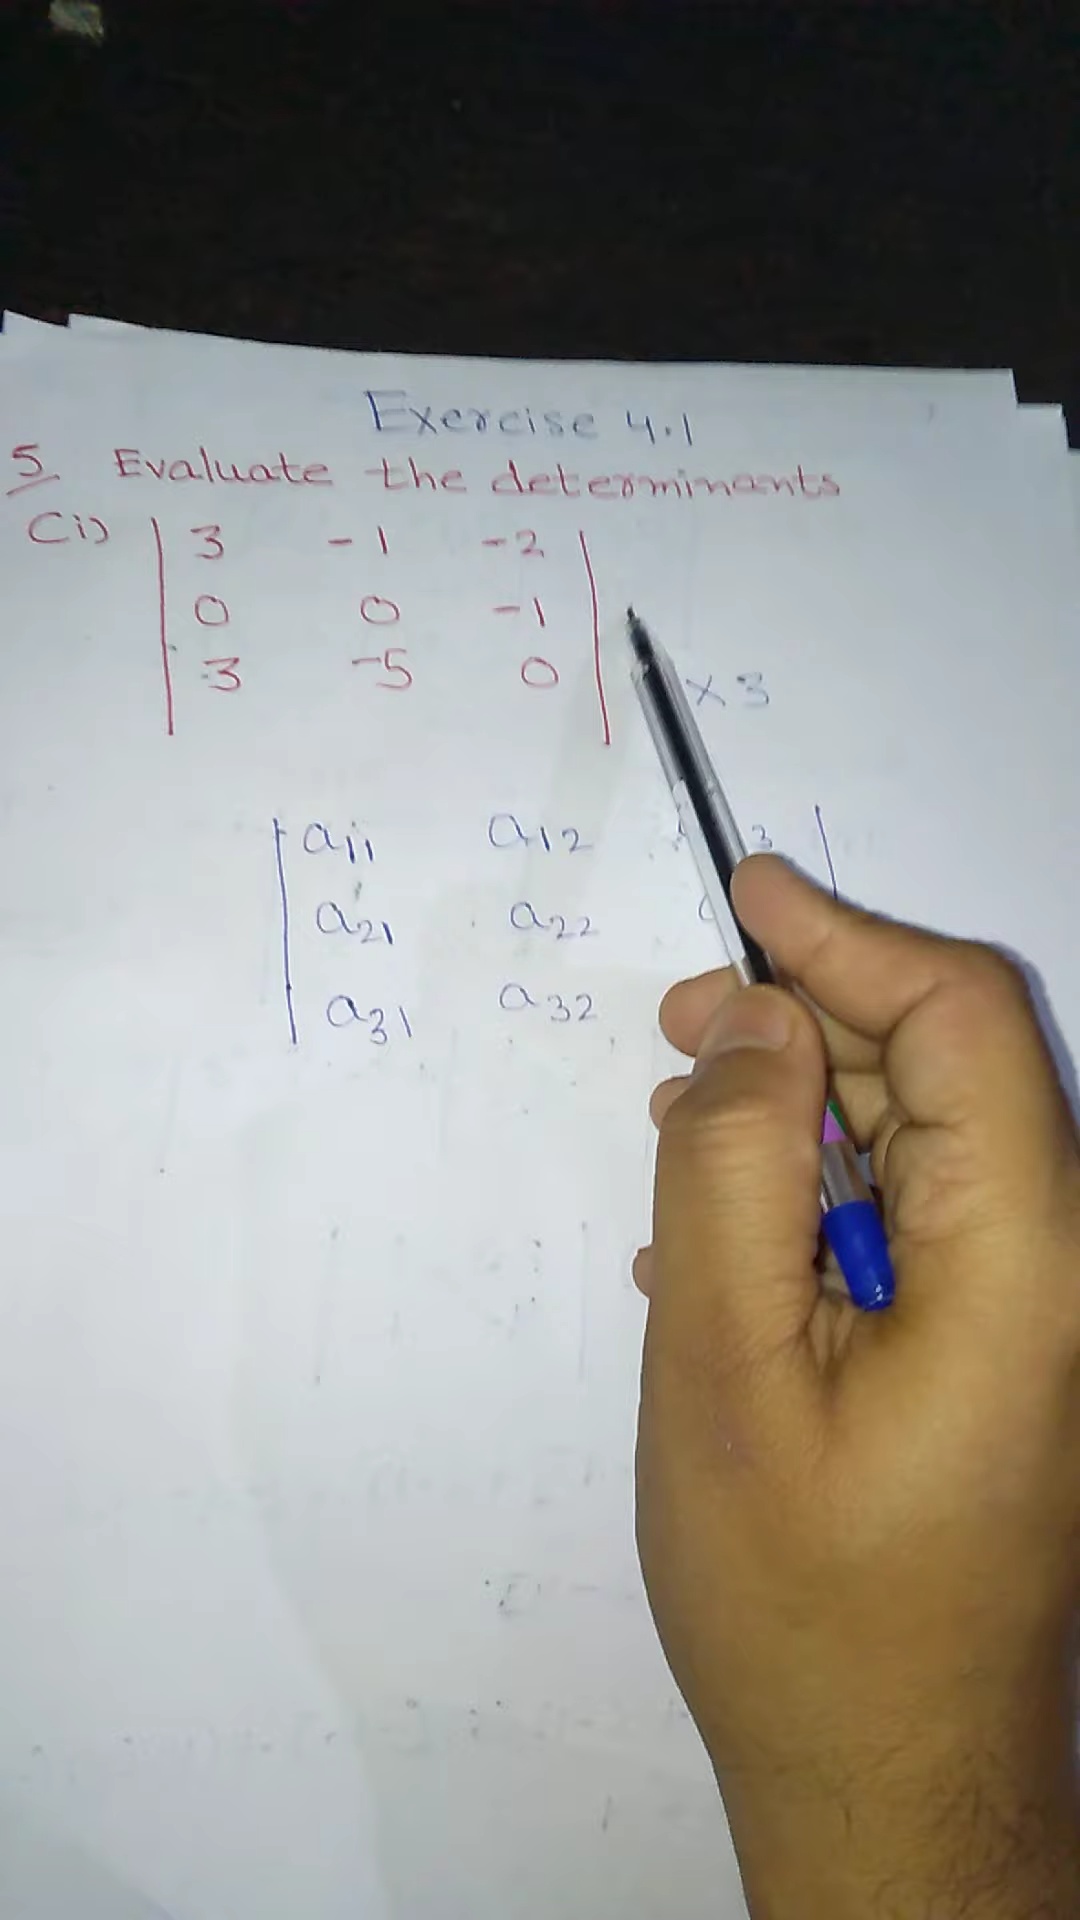 Exercise 4.1
5. Evaluate the determinants
(i) | 3 -1 -2 |
0 0 -1
3 -5 0
×3
| a11 a12 3 |
a21 a22
a31 a32